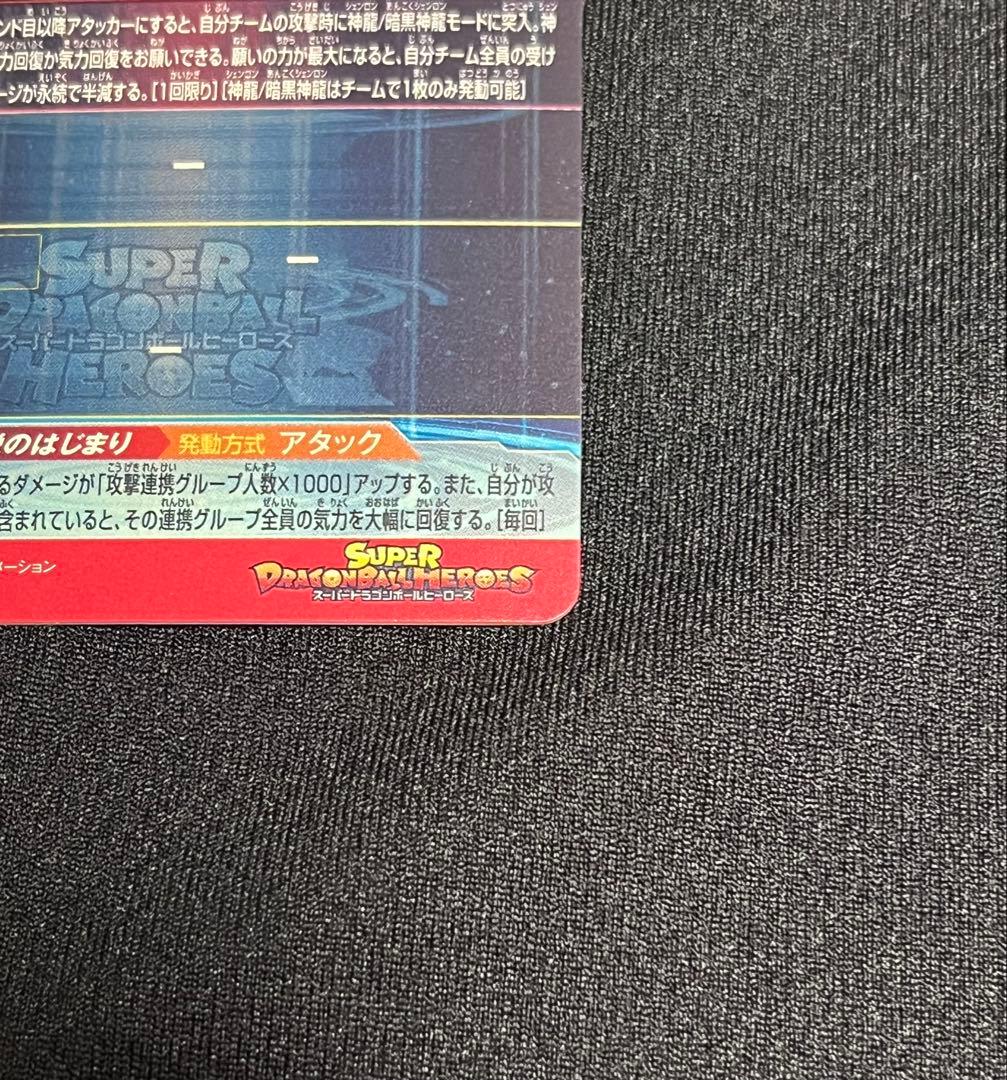 ンド目以降アタッカーにすると、自分チームの攻撃時に神龍/暗黒神龍モードに突入。神
力回復か気力回復をお願いできる。願いの力が最大になると、自分チーム全員の受け
ージが永続で半減する。[1回限り][神龍/暗黒神龍はチームで1枚のみ発動可能]
SUPER
DRAGONBALL
スーパードラゴンボールヒーローズ
HEROES
のはじまり 発動方式 アタック
るダメージが「攻撃連携グループ人数×1000」アップする。また、自分が攻
含まれていると、その連携グループ全員の気力を大幅に回復する。[毎回]
メーション
SUPER
DRAGONBALL HEROES
スーパードラゴンボールヒーローズ